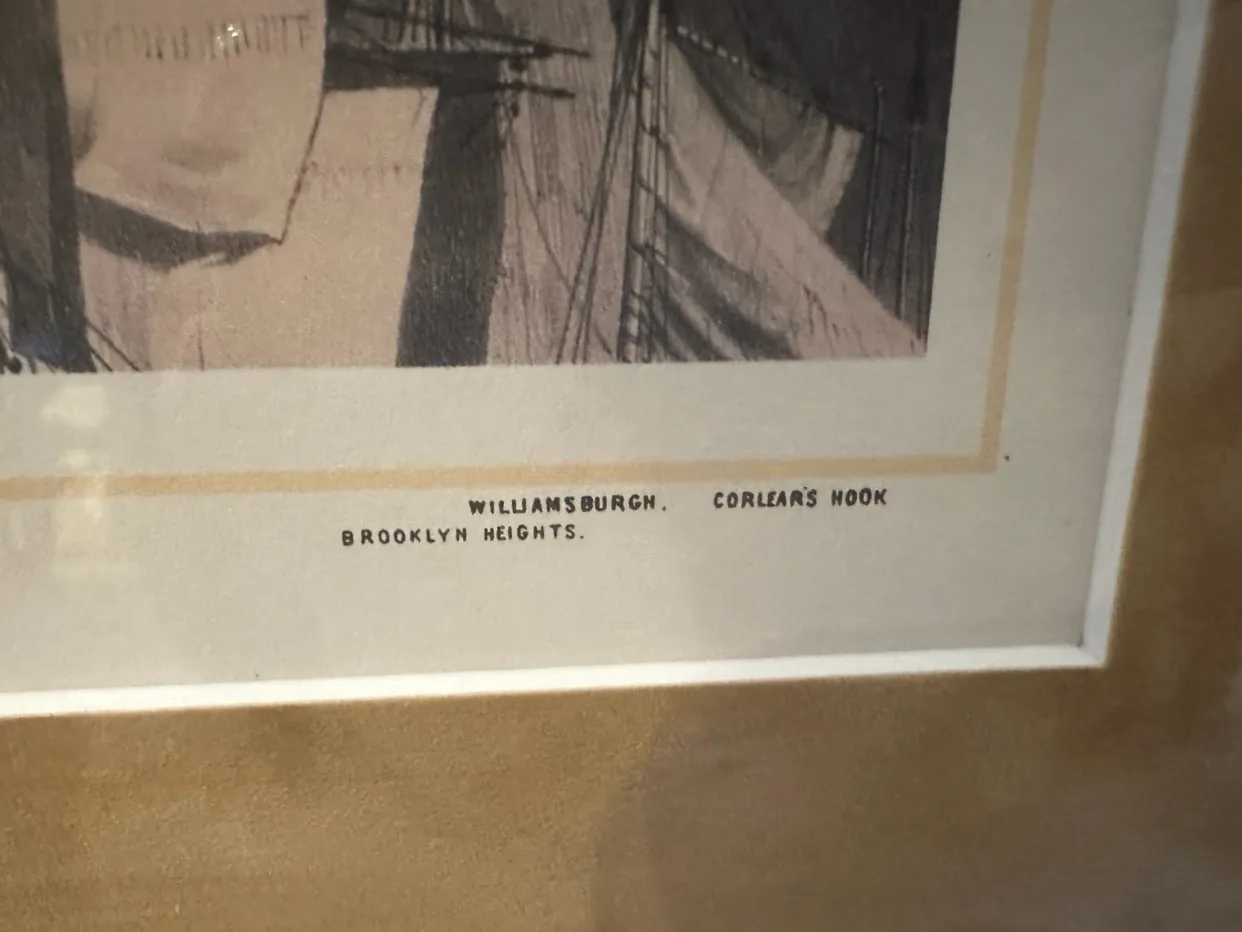 WILLIAMSBURGH. CORLEAR'S HOOK
BROOKLYN HEIGHTS.